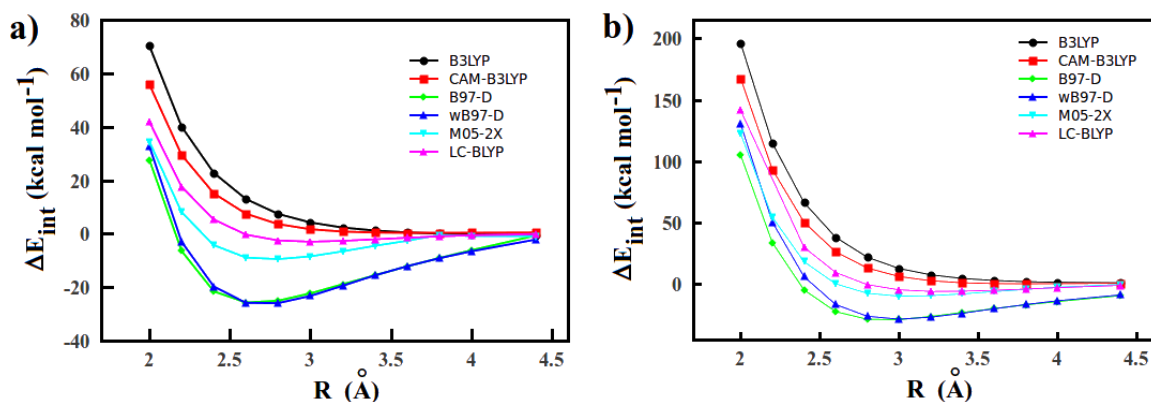 a)
ΔE_int (kcal mol⁻¹)
80
60
40
20
0
-20
-40
B3LYP
CAM-B3LYP
B97-D
wB97-D
M05-2X
LC-BLYP
2 2.5 3 3.5 4 4.5
R (Å)
b)
ΔE_int (kcal mol⁻¹)
200
150
100
50
0
B3LYP
CAM-B3LYP
B97-D
wB97-D
M05-2X
LC-BLYP
2 2.5 3 3.5 4 4.5
R (Å)